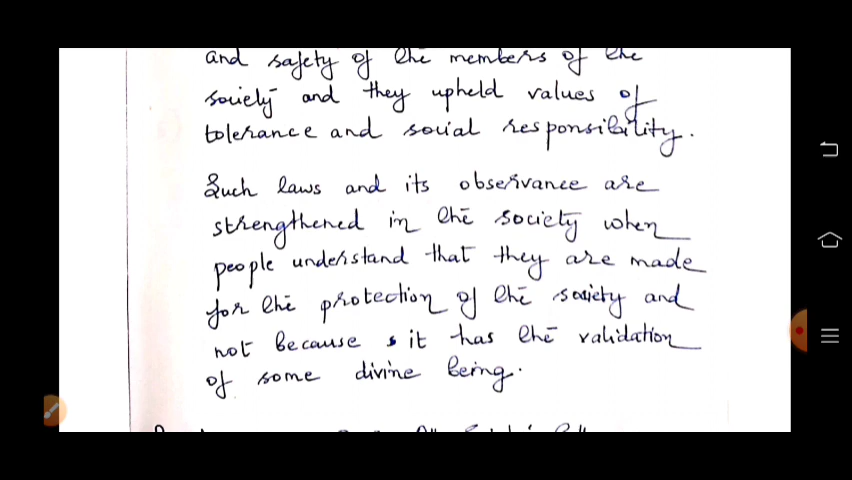 and safety of the members of the
society and they upheld values of
tolerance and social responsibility.
Such laws and its observance are
strengthened in the society when
people understand that they are made
for the protection of the society and
not because it has the validation
of some divine being.